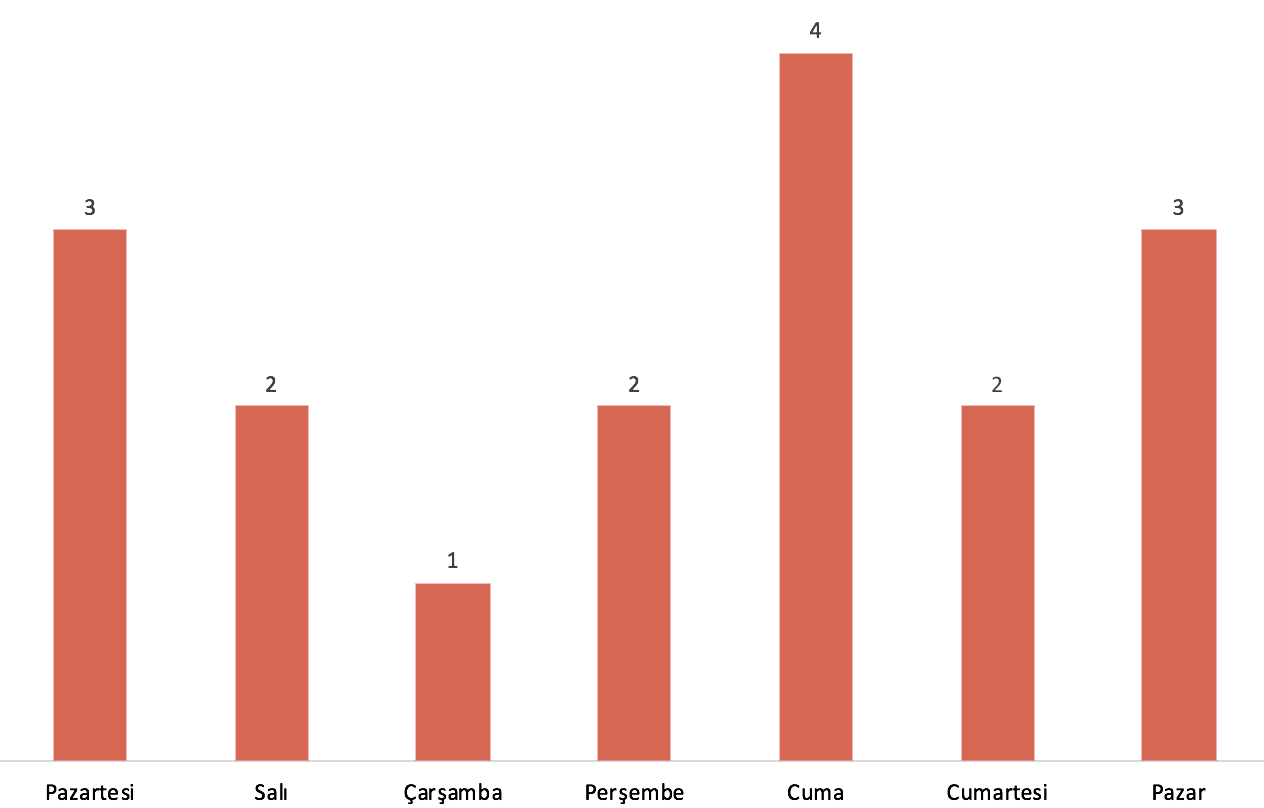 4
3
3
2
2
2
1
Pazartesi
Salı
Çarşamba
Perşembe
Cuma
Cumartesi
Pazar